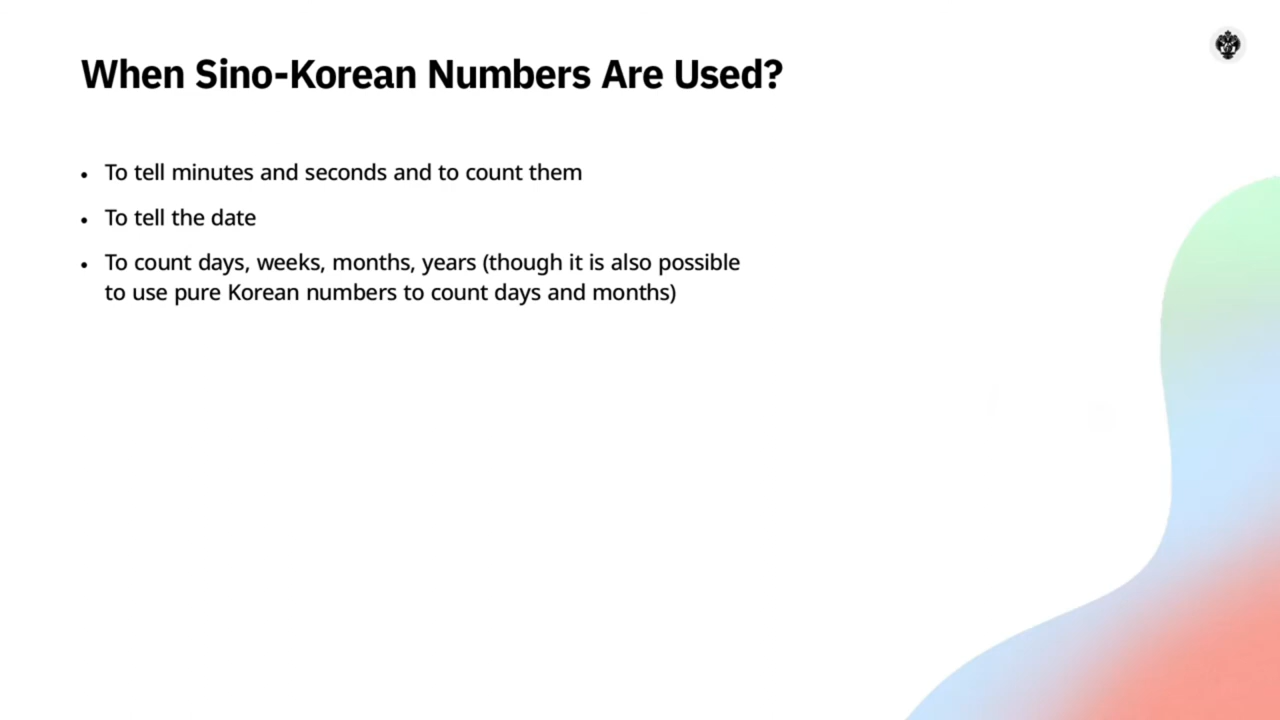 When Sino-Korean Numbers Are Used?
• To tell minutes and seconds and to count them
• To tell the date
• To count days, weeks, months, years (though it is also possible
to use pure Korean numbers to count days and months)